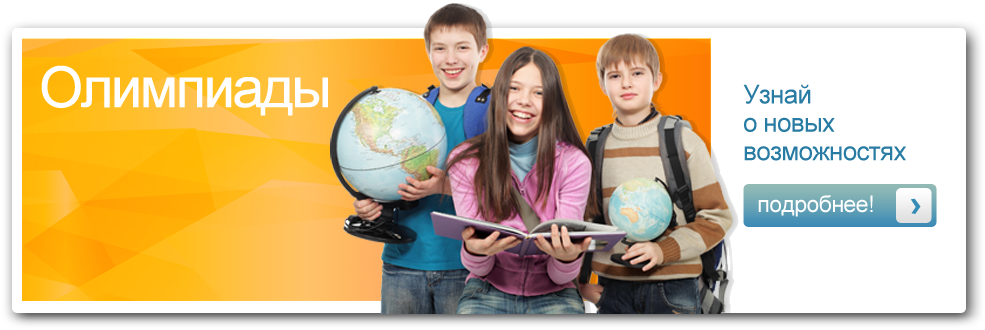 Олимпиады
Узнай
о новых
возможностях
подробнее!